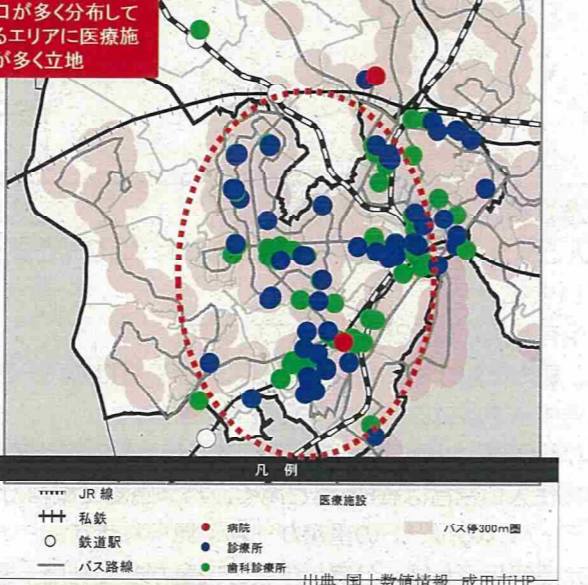 ロが多く分布して
るエリアに医療施
が多く立地
凡 例
JR 線
私鉄
鉄道駅
バス路線
医療施設
病院
診療所
歯科診療所
バス停300m圏
出典:国土数値情報、成田市HP